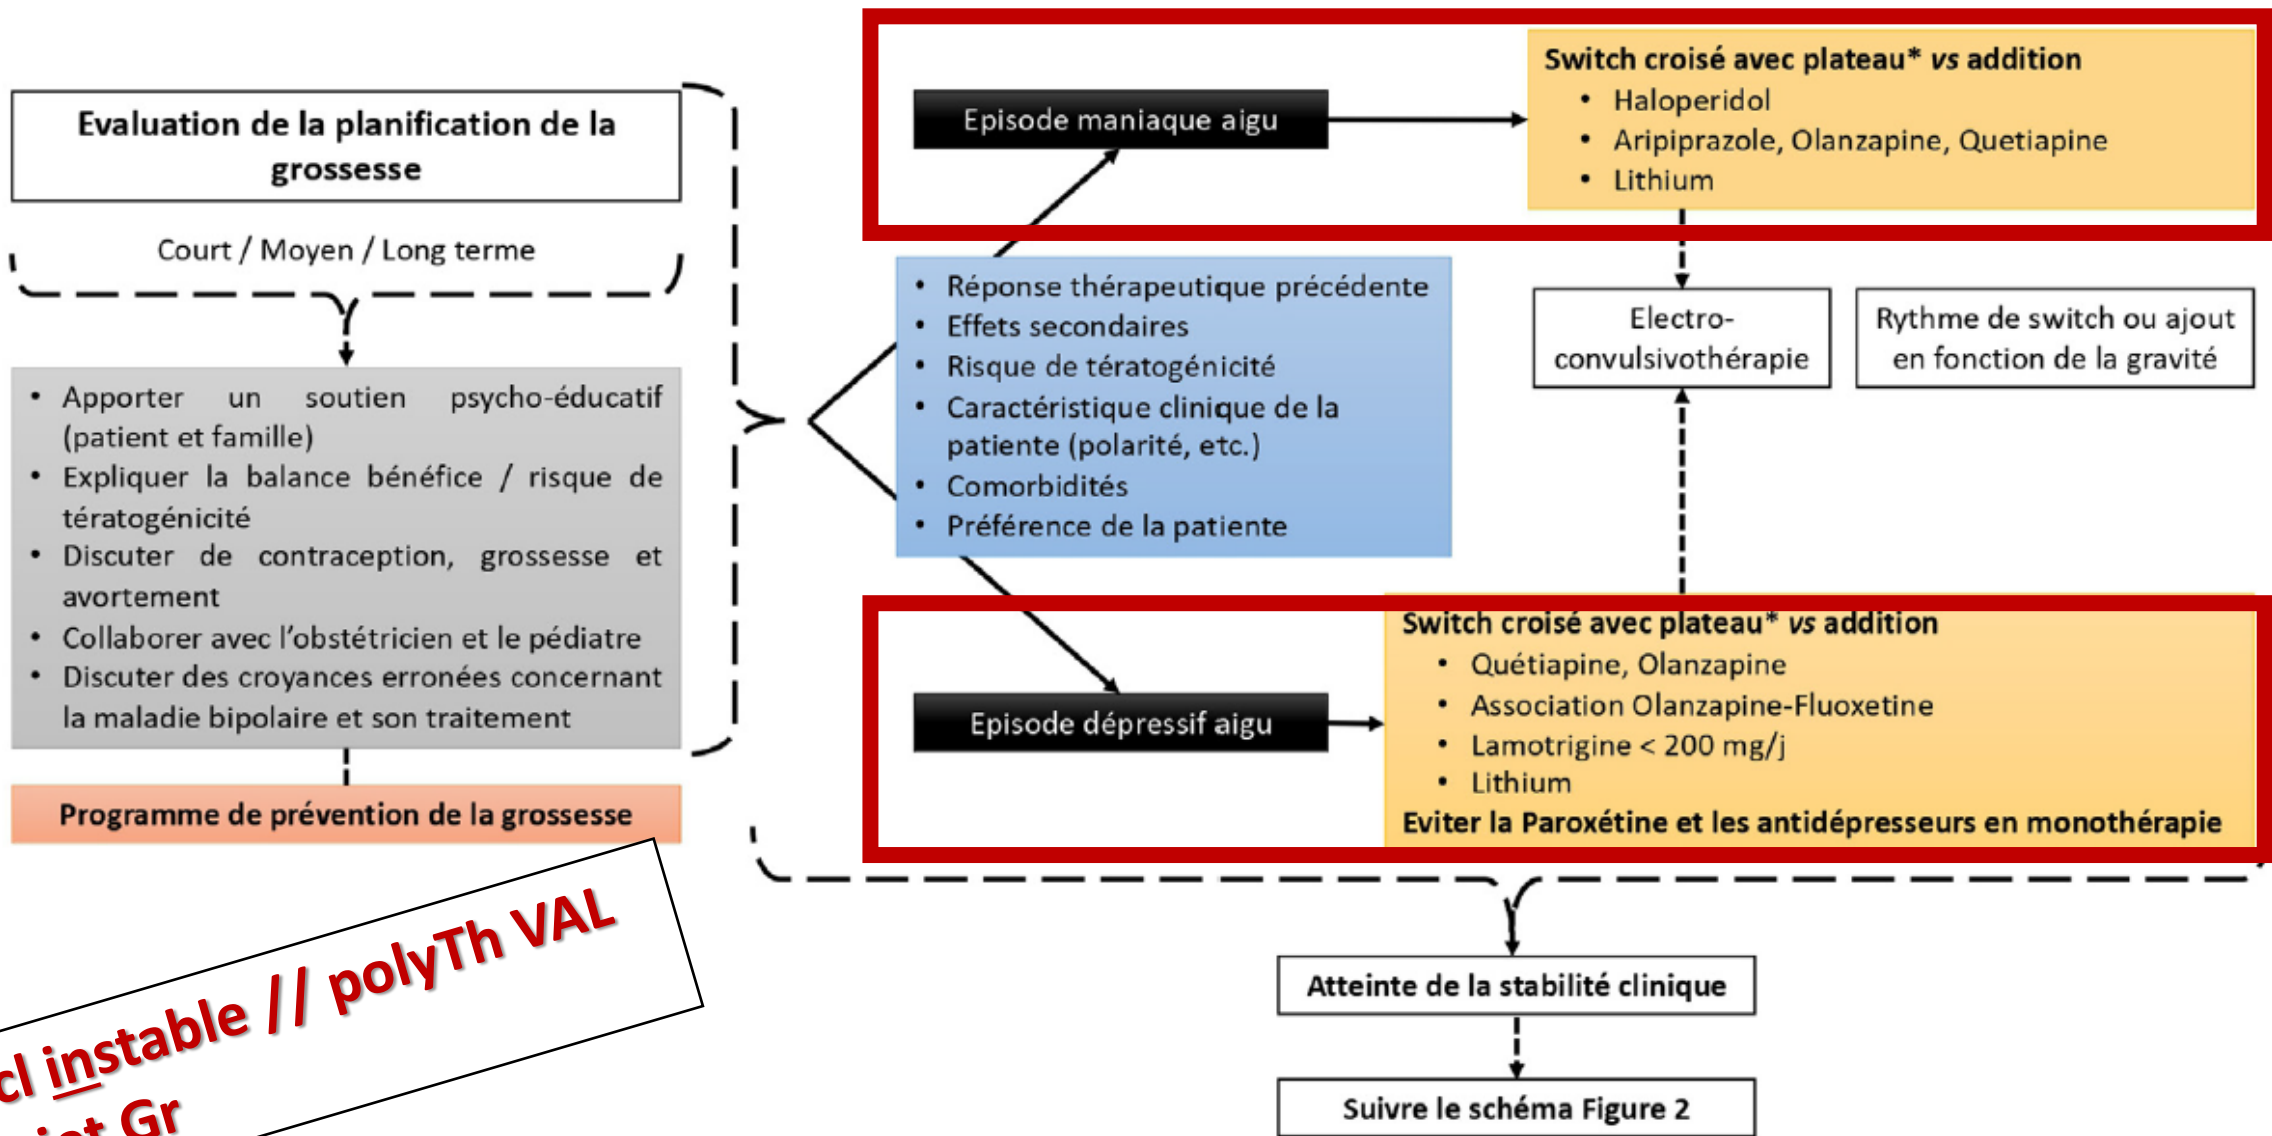 Evaluation de la planification de la
grossesse
Court / Moyen / Long terme
• Apporter un soutien psycho-éducatif
(patient et famille)
• Expliquer la balance bénéfice / risque de
tératogénicité
• Discuter de contraception, grossesse et
avortement
• Collaborer avec l'obstétricien et le pédiatre
• Discuter des croyances erronées concernant
la maladie bipolaire et son traitement
Programme de prévention de la grossesse
cl instable // polyTh VAL
Gr
Episode maniaque aigu
Switch croisé avec plateau* vs addition
• Haloperidol
• Aripiprazole, Olanzapine, Quetiapine
• Lithium
• Réponse thérapeutique précédente
• Effets secondaires
• Risque de tératogénicité
• Caractéristique clinique de la
patiente (polarité, etc.)
• Comorbidités
• Préférence de la patiente
Electro-
convulsivothérapie
Rythme de switch ou ajout
en fonction de la gravité
Episode dépressif aigu
Switch croisé avec plateau* vs addition
• Quétiapine, Olanzapine
• Association Olanzapine-Fluoxetine
• Lamotrigine < 200 mg/j
• Lithium
Eviter la Paroxétine et les antidépresseurs en monothérapie
Atteinte de la stabilité clinique
Suivre le schéma Figure 2